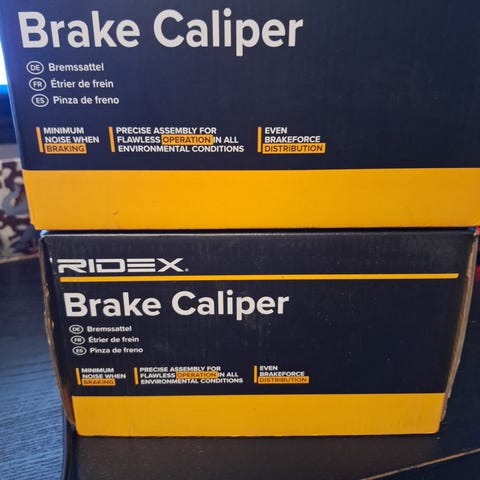 Brake Caliper
DE Bremssattel
FR Étrier de frein
ES Pinza de freno
MINIMUM
NOISE WHEN
BRAKING
PRECISE ASSEMBLY FOR
FLAWLESS OPERATION IN ALL
ENVIRONMENTAL CONDITIONS
EVEN
BRAKEFORCE
DISTRIBUTION
RIDEX®
Brake Caliper
DE Bremssattel
FR Étrier de frein
ES Pinza de freno
MINIMUM
NOISE WHEN
BRAKING
PRECISE ASSEMBLY FOR
FLAWLESS OPERATION IN ALL
ENVIRONMENTAL CONDITIONS
EVEN
BRAKEFORCE
DISTRIBUTION